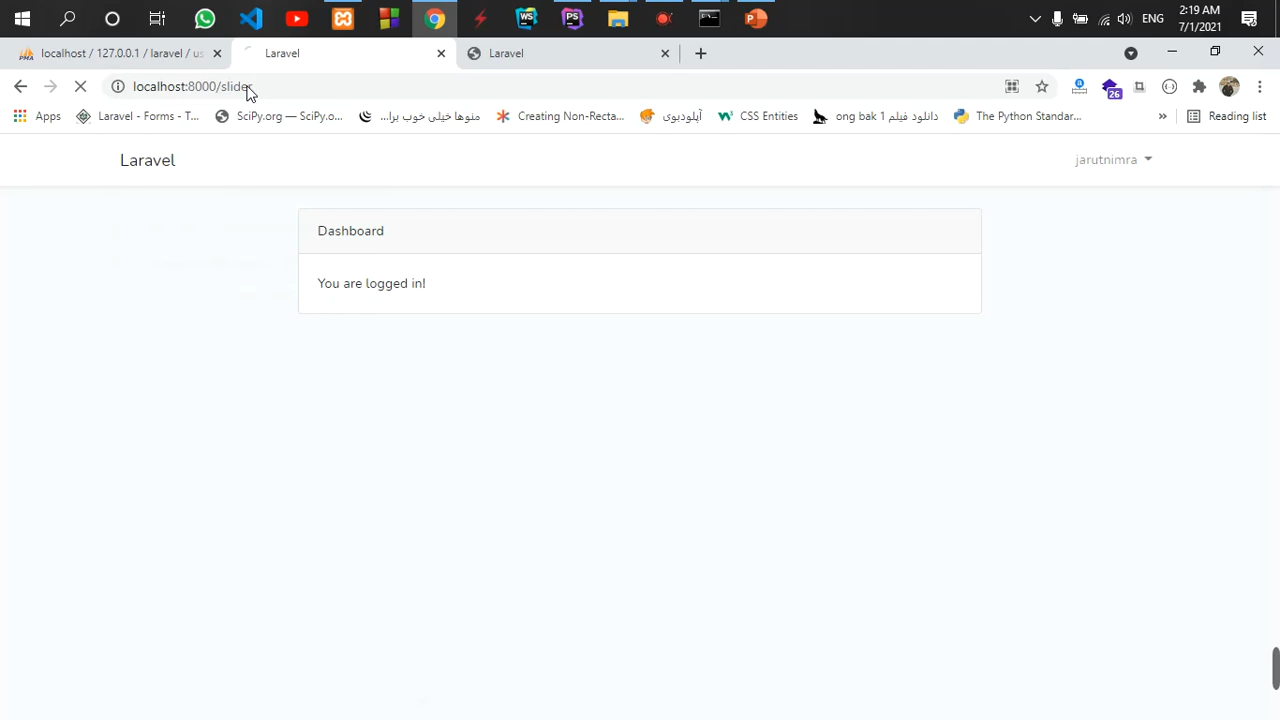 ENG
2:19 AM
7/1/2021
localhost / 127.0.0.1 / laravel / us
Laravel
Laravel
localhost:8000/slider
26
Apps
Laravel - Forms - T...
SciPy.org — SciPy.o...
منوها خیلی خوب برا...
Creating Non-Recta...
آپلودبوی
CSS Entities
دانلود فیلم ong bak 1
The Python Standar...
»
Reading list
Laravel
jarutnimra
Dashboard
You are logged in!